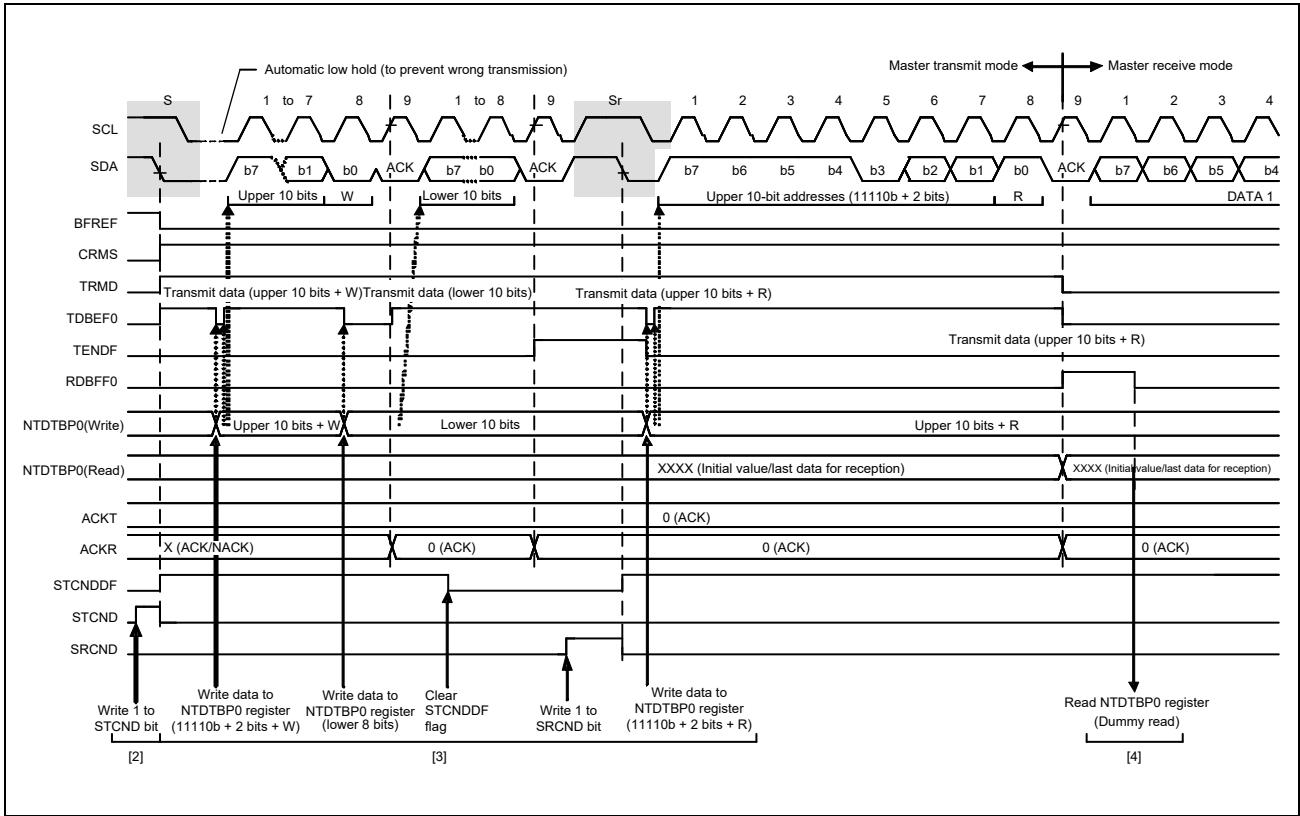 Automatic low hold (to prevent wrong transmission)
Master transmit mode
Master receive mode
S 1 to 7 8 9 1 to 8 9 Sr 1 2 3 4 5 6 7 8 9 1 2 3 4
SCL
SDA b7 b1 b0 ACK b7 b0 ACK b7 b6 b5 b4 b3 b2 b1 b0 ACK b7 b6 b5 b4
Upper 10 bits W Lower 10 bits Upper 10-bit addresses (11110b + 2 bits) R DATA 1
BFREF
CRMS
TRMD
Transmit data (upper 10 bits + W) Transmit data (lower 10 bits) Transmit data (upper 10 bits + R)
TDBEF0
TENDF Transmit data (upper 10 bits + R)
RDBFF0
NTDTBP0(Write) Upper 10 bits + W Lower 10 bits Upper 10 bits + R
NTDTBP0(Read) XXXX (Initial value/last data for reception) XXXX (Initial value/last data for reception)
ACKT 0 (ACK)
ACKR X (ACK/NACK) 0 (ACK) 0 (ACK) 0 (ACK)
STCNDDF
STCND
SRCND
Write 1 to
STCND bit
Write data to
NTDTBP0 register
(11110b + 2 bits + W)
Write data to
NTDTBP0 register
(lower 8 bits)
Clear
STCNDDF
flag
Write 1 to
SRCND bit
Write data to
NTDTBP0 register
(11110b + 2 bits + R)
Read NTDTBP0 register
(Dummy read)
[2] [3] [4]